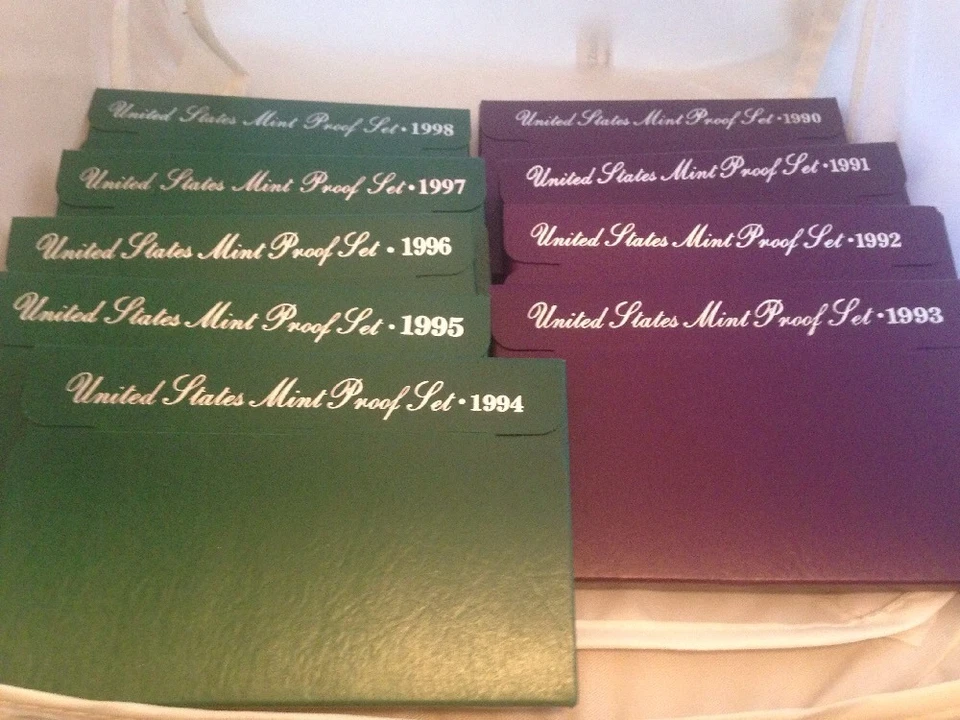 United States Mint Proof Set · 1998
United States Mint Proof Set · 1997
United States Mint Proof Set · 1996
United States Mint Proof Set · 1995
United States Mint Proof Set · 1994
United States Mint Proof Set · 1990
United States Mint Proof Set · 1991
United States Mint Proof Set · 1992
United States Mint Proof Set · 1993